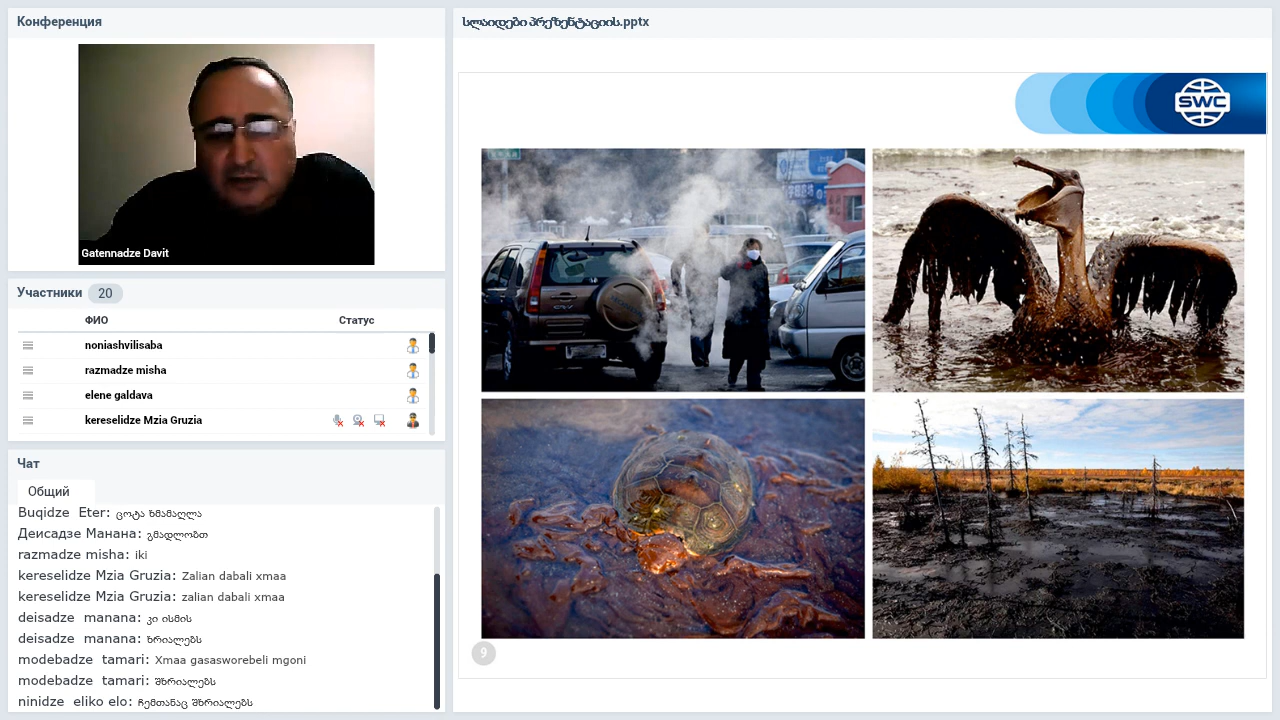 Конференция
Gatennadze Davit
Участники 20
ФИО Статус
noniashvilisaba
razmadze misha
elene galdava
kereselidze Mzia Gruzia
Чат
Общий
Buqidze Eter: ცოტა ხმამაღლა
Деисадзе Манана: გმადლობთ
razmadze misha: iki
kereselidze Mzia Gruzia: Zalian dabali xmaa
kereselidze Mzia Gruzia: zalian dabali xmaa
deisadze manana: კი ისმის
deisadze manana: ხრიალებს
modebadze tamari: Xmaa gasasworebeli mgoni
modebadze tamari: შხრიალებს
ninidze eliko elo: ჩემთანაც შხრიალებს
სლაიდები პრეზენტაციის.pptx
SWC
9